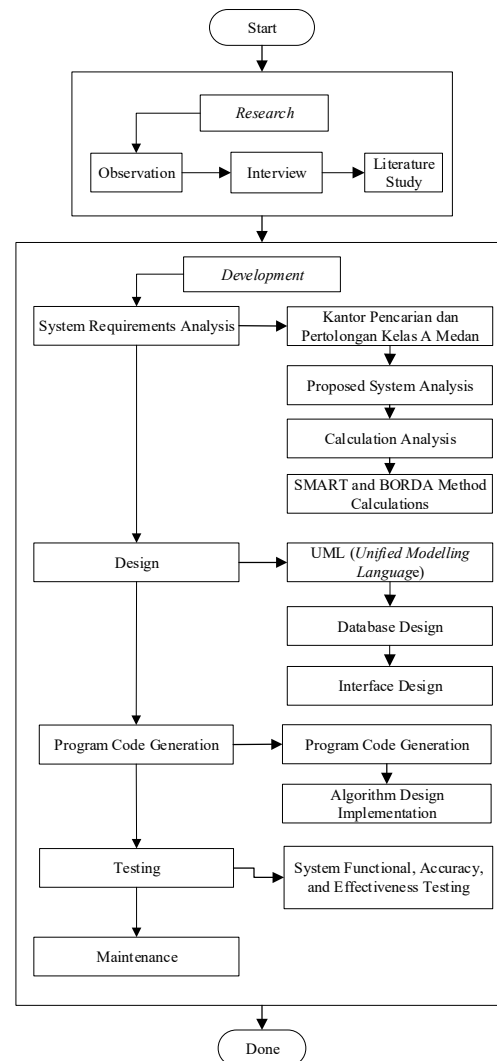 Start
Research
Observation
Interview
Literature
Study
Development
System Requirements Analysis
Kantor Pencarian dan
Pertolongan Kelas A Medan
Proposed System Analysis
Calculation Analysis
SMART and BORDA Method
Calculations
Design
UML (Unified Modelling
Language)
Database Design
Interface Design
Program Code Generation
Program Code Generation
Algorithm Design
Implementation
Testing
System Functional, Accuracy,
and Effectiveness Testing
Maintenance
Done